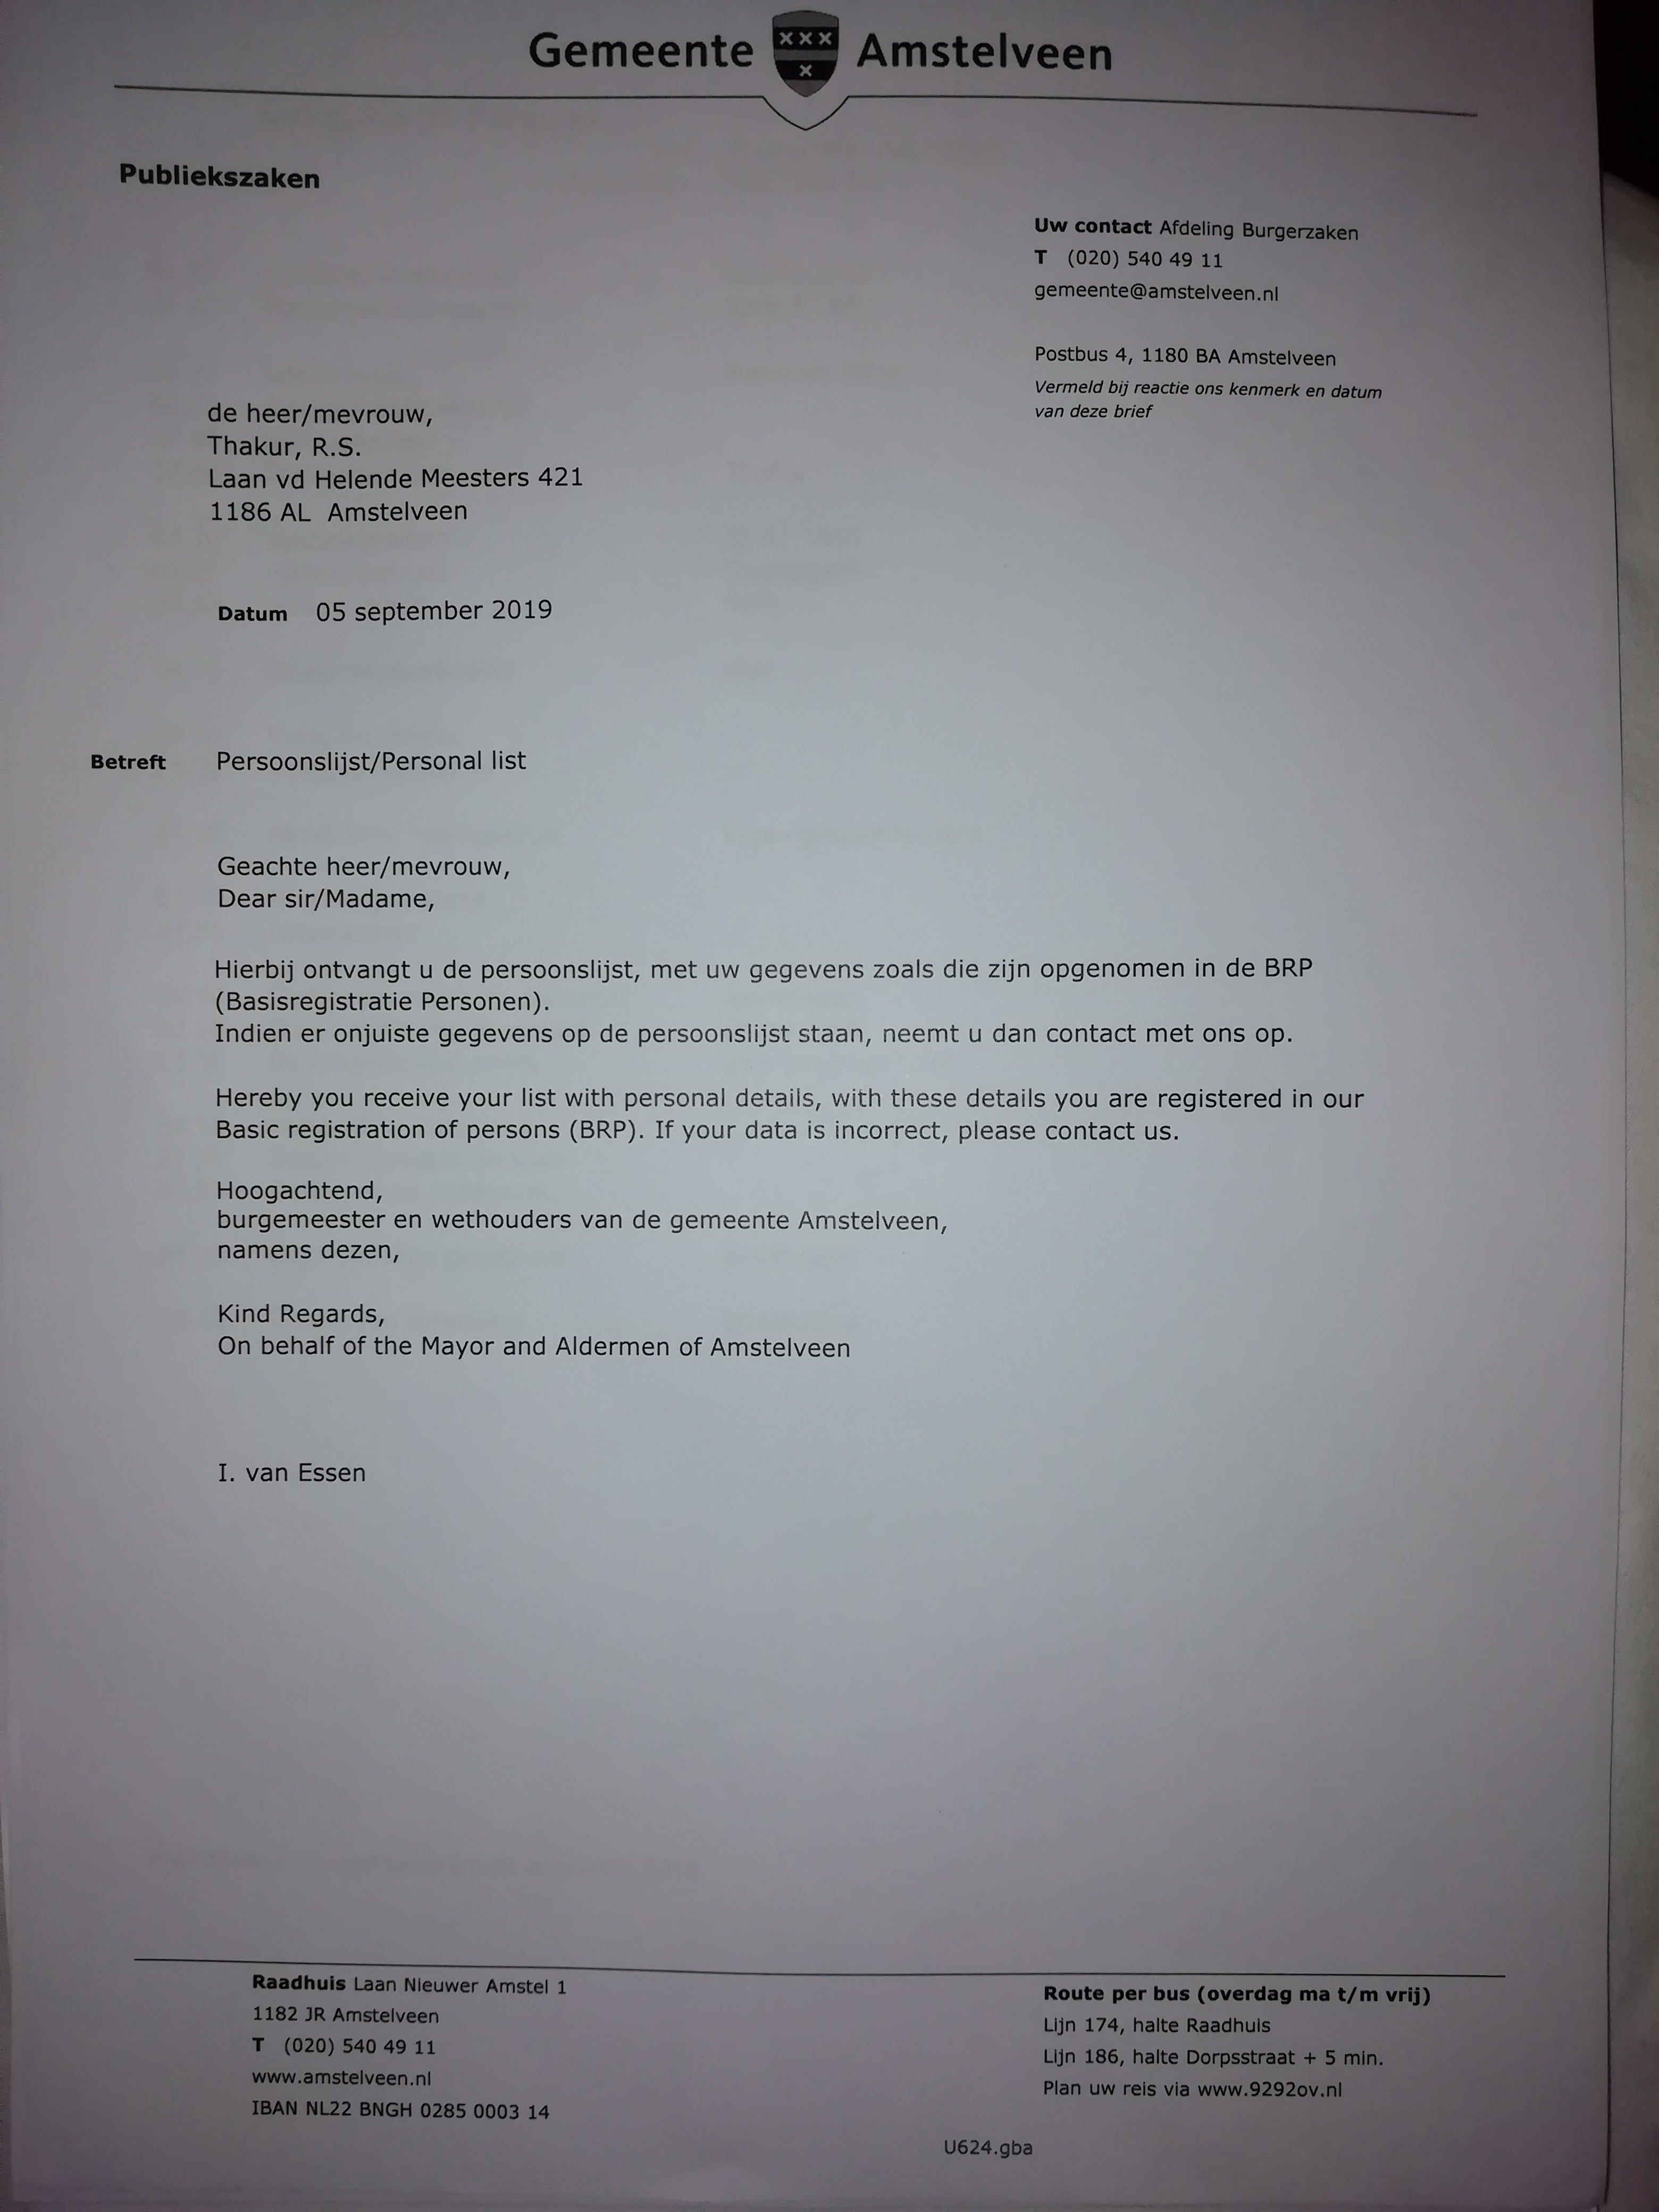 Gemeente Amstelveen
Publiekszaken
Uw contact Afdeling Burgerzaken
T (020) 540 49 11
gemeente@amstelveen.nl
Postbus 4, 1180 BA Amstelveen
Vermeld bij reactie ons kenmerk en datum
van deze brief
de heer/mevrouw,
Thakur, R.S.
Laan vd Helende Meesters 421
1186 AL Amstelveen
Datum 05 september 2019
Betreft Persoonslijst/Personal list
Geachte heer/mevrouw,
Dear sir/Madame,
Hierbij ontvangt u de persoonslijst, met uw gegevens zoals die zijn opgenomen in de BRP
(Basisregistratie Personen).
Indien er onjuiste gegevens op de persoonslijst staan, neemt u dan contact met ons op.
Hereby you receive your list with personal details, with these details you are registered in our
Basic registration of persons (BRP). If your data is incorrect, please contact us.
Hoogachtend,
burgemeester en wethouders van de gemeente Amstelveen,
namens dezen,
Kind Regards,
On behalf of the Mayor and Aldermen of Amstelveen
I. van Essen
Raadhuis Laan Nieuwer Amstel 1
1182 JR Amstelveen
T (020) 540 49 11
www.amstelveen.nl
IBAN NL22 BNGH 0285 0003 14
Route per bus (overdag ma t/m vrij)
Lijn 174, halte Raadhuis
Lijn 186, halte Dorpsstraat + 5 min.
Plan uw reis via www.9292ov.nl
U624.gba